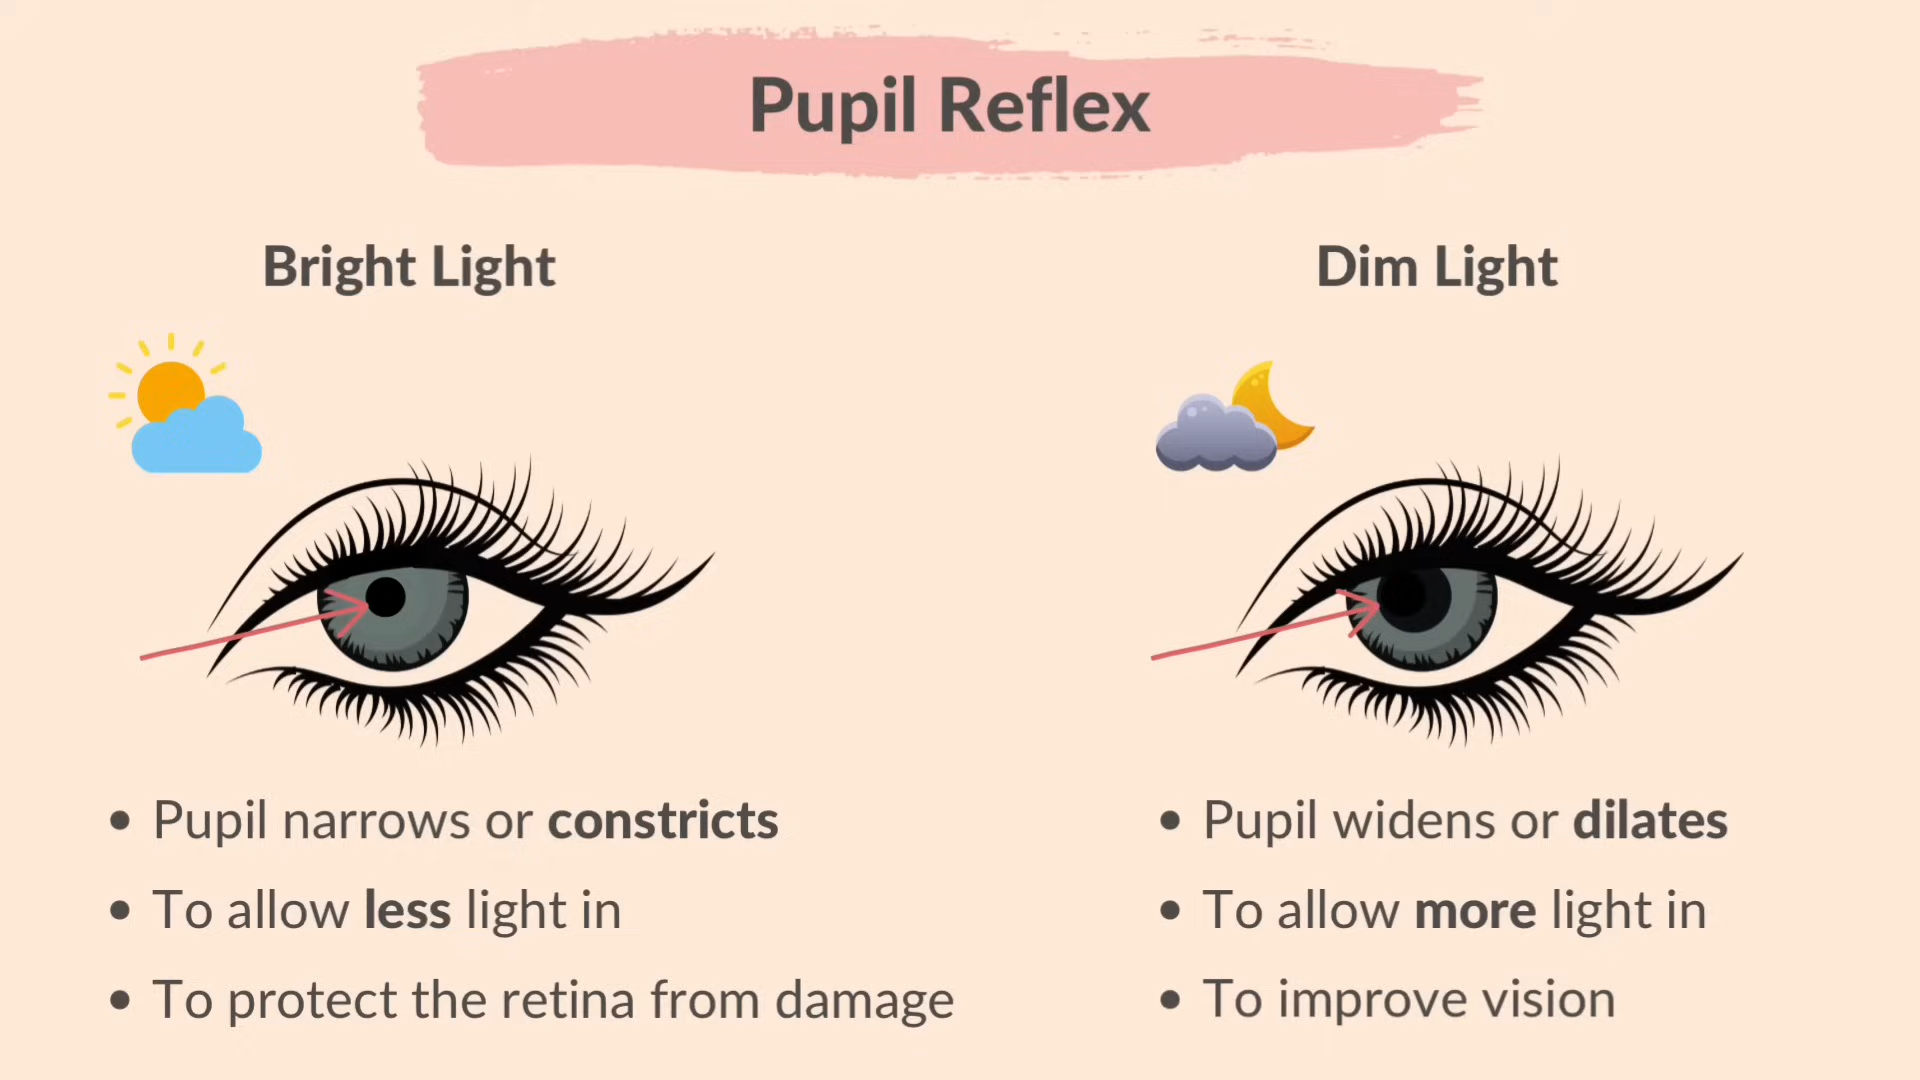 Pupil Reflex
Bright Light
• Pupil narrows or constricts
• To allow less light in
• To protect the retina from damage
Dim Light
• Pupil widens or dilates
• To allow more light in
• To improve vision